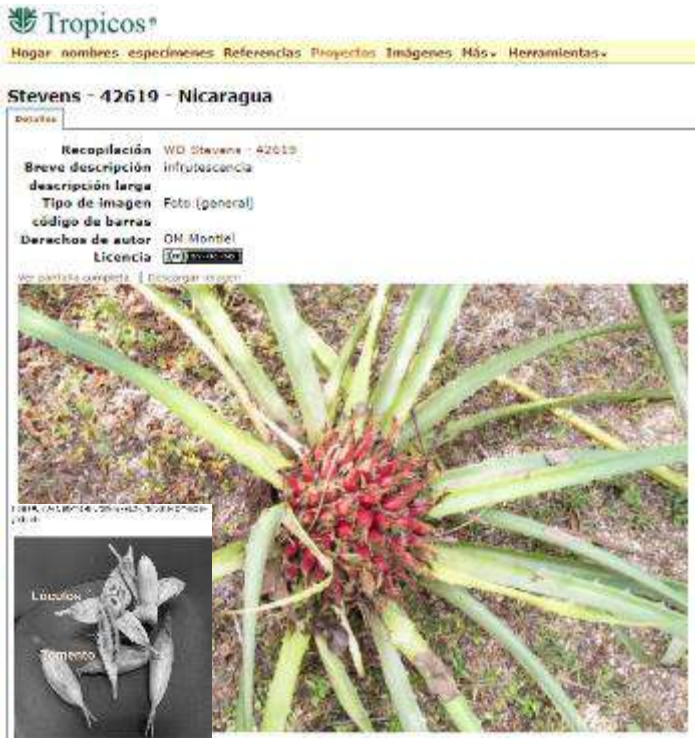 Tropicos®
Hogar nombres especímenes Referencias Proyectos Imágenes Más Herramientas
Stevens - 42619 - Nicaragua
Detalles
Recopilación WD Stevens - 42619
Breve descripción infrutescencia
descripción larga
Tipo de imagen Foto (general)
código de barras
Derechos de autor OM Montiel
Licencia
Ver pantalla completa | Descargar imagen
Lóculos
Tomento